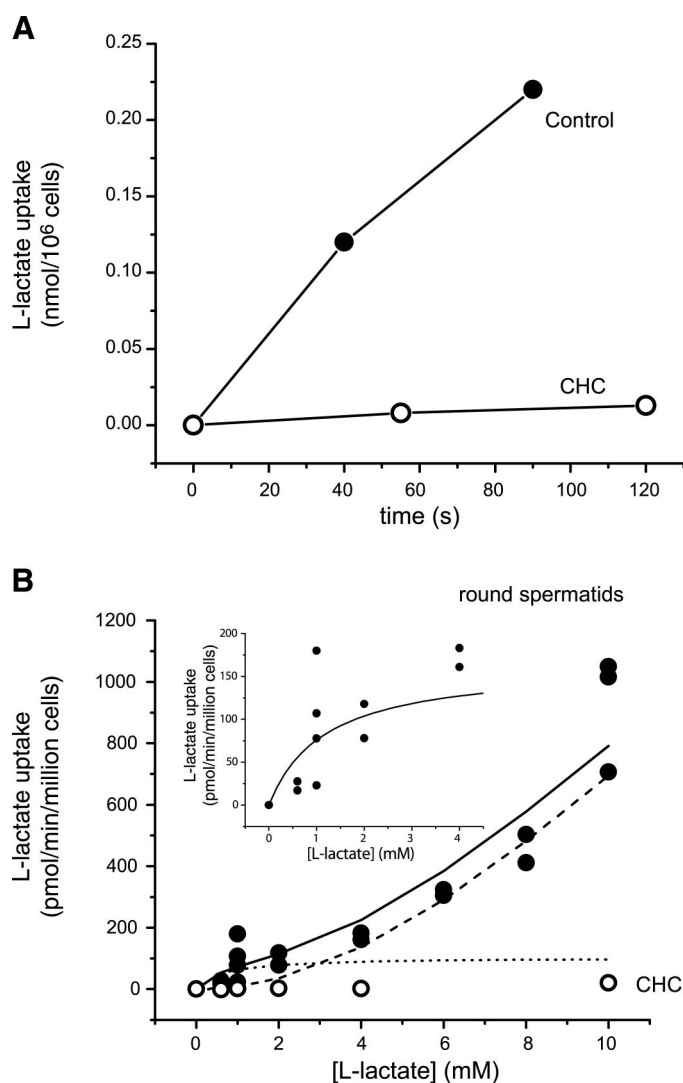 A
0.25
0.20
0.15
0.10
0.05
0.00
L-lactate uptake
(nmol/10⁶ cells)
Control
CHC
0 20 40 60 80 100 120
time (s)
B
round spermatids
1200
1000
800
600
400
200
0
L-lactate uptake
(pmol/min/million cells)
200
150
100
50
0
L-lactate uptake
(pmol/min/million cells)
0 1 2 3 4
[L-lactate] (mM)
CHC
0 2 4 6 8 10
[L-lactate] (mM)